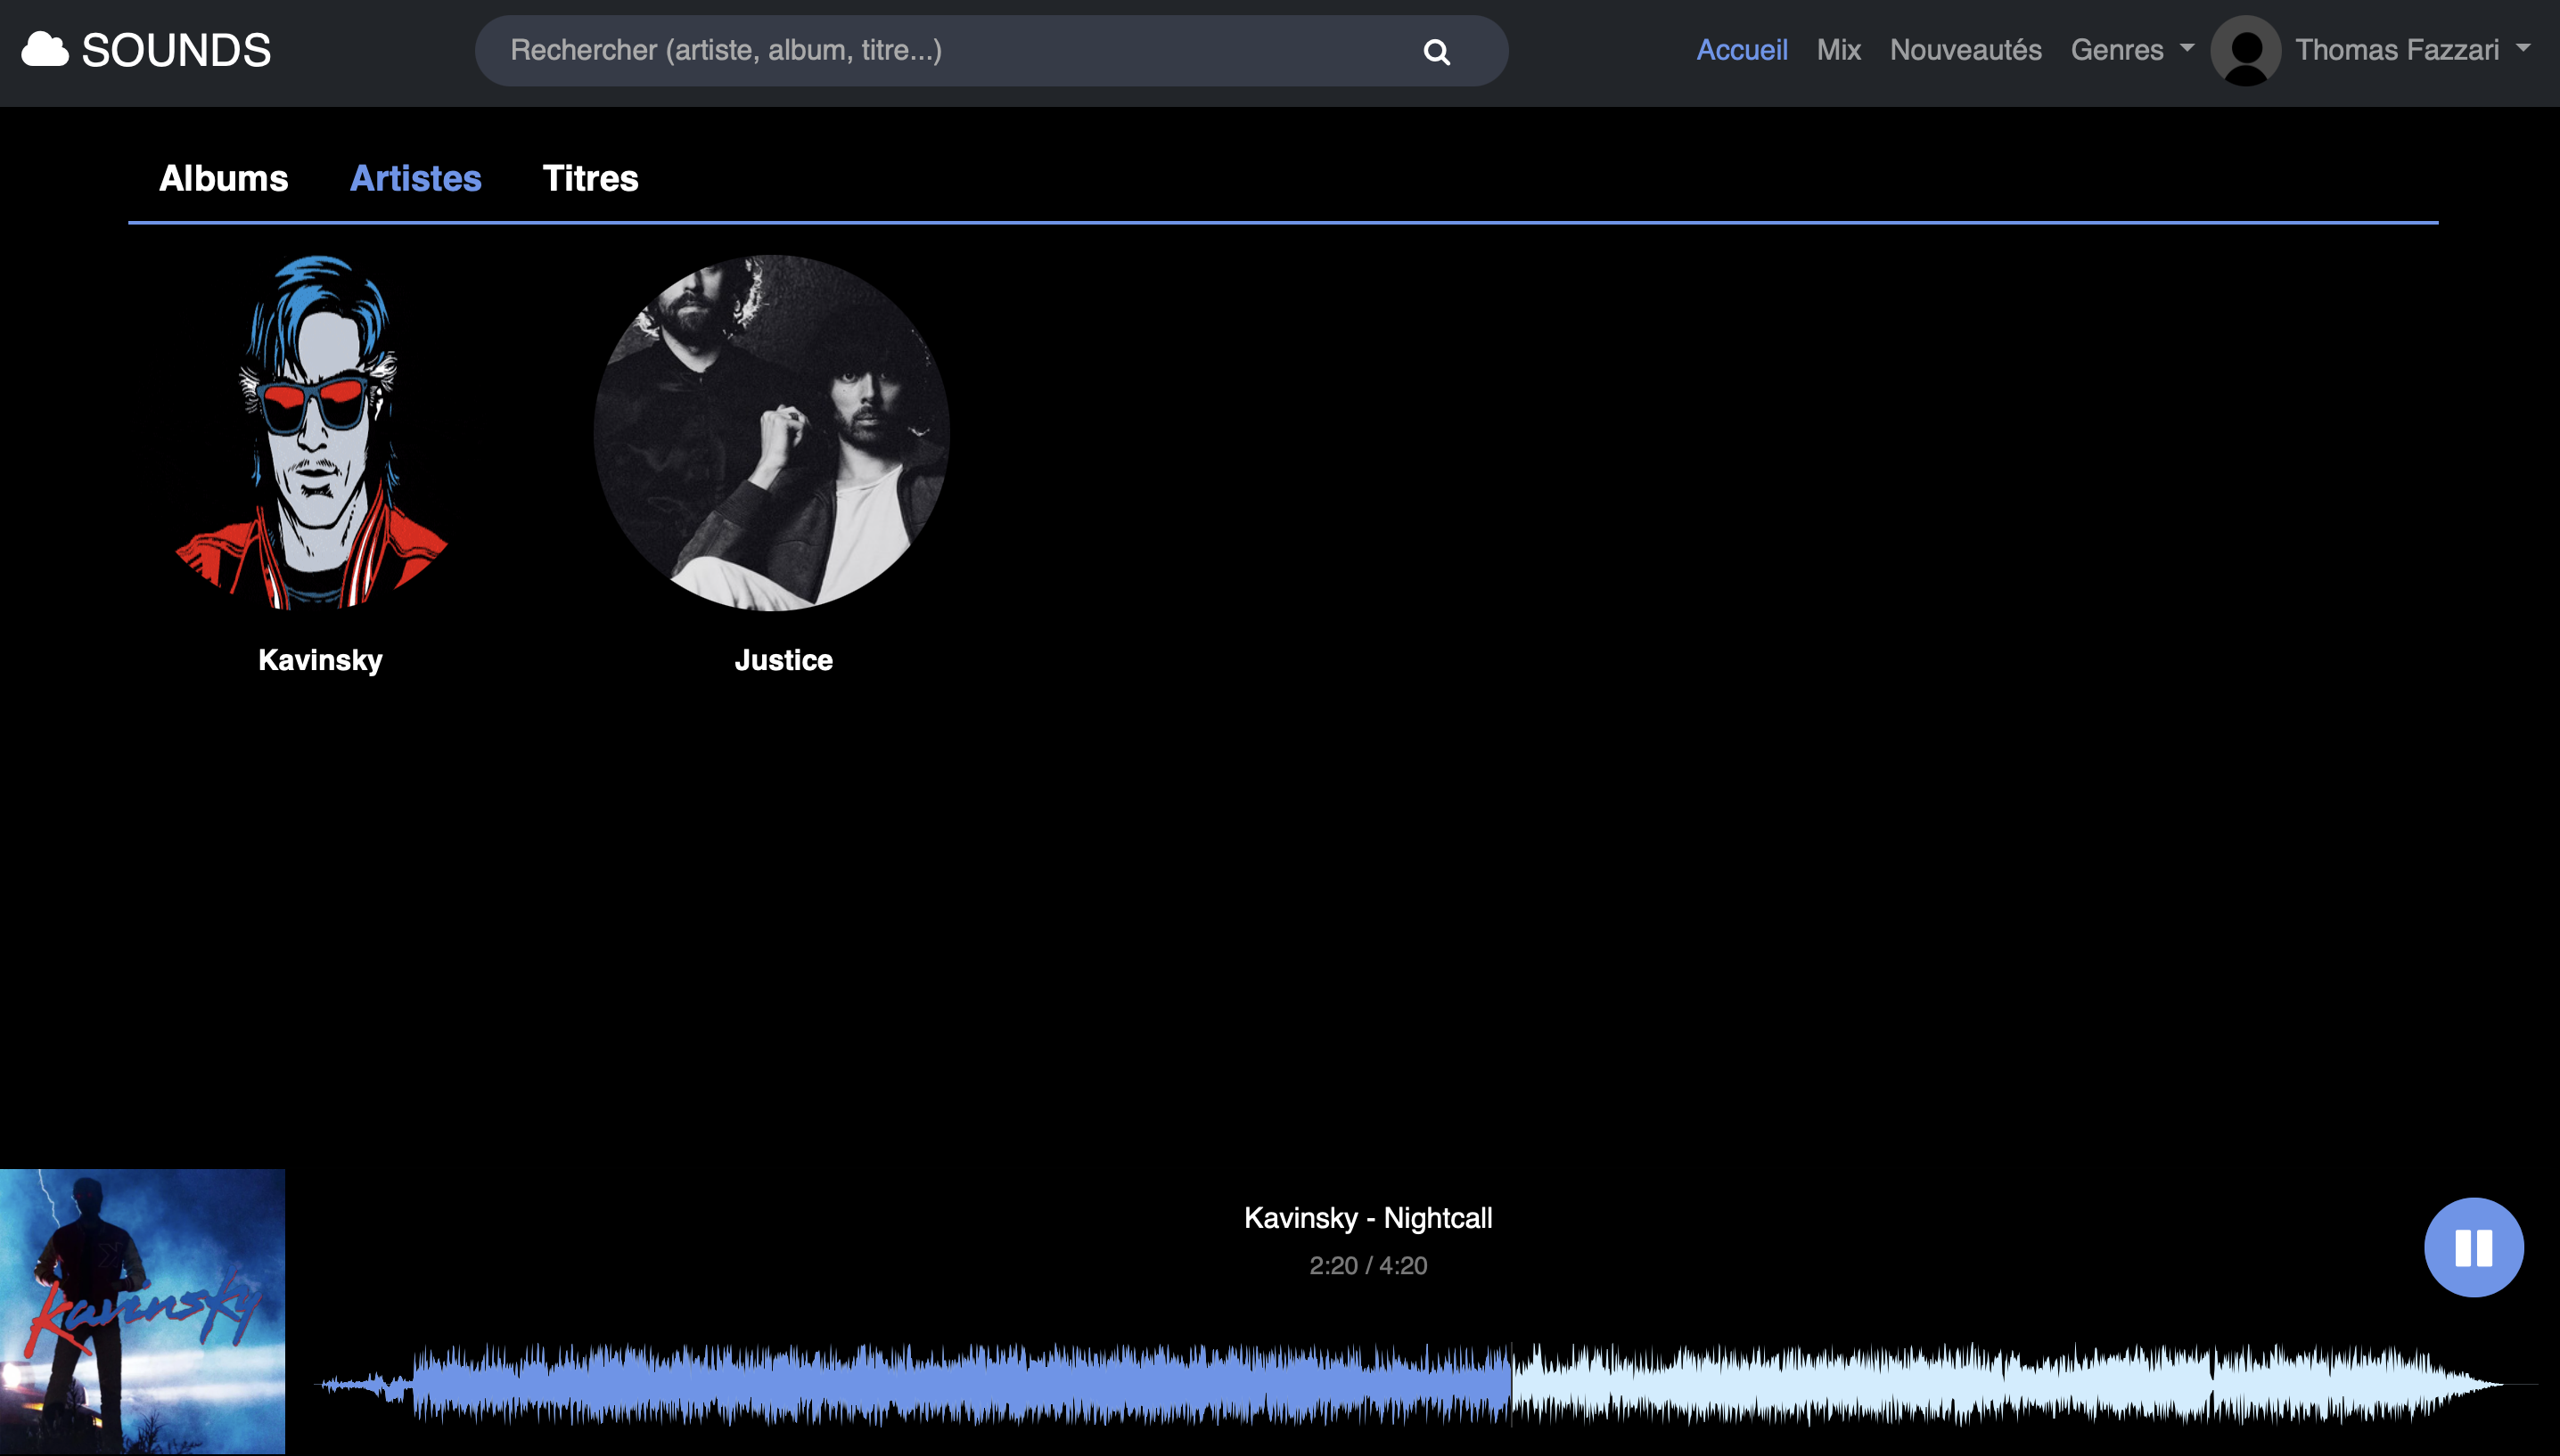 SOUNDS
Rechercher (artiste, album, titre...)
Accueil Mix Nouveautés Genres Thomas Fazzari
Albums Artistes Titres
Kavinsky Justice
Kavinsky
Kavinsky - Nightcall
2:20 / 4:20